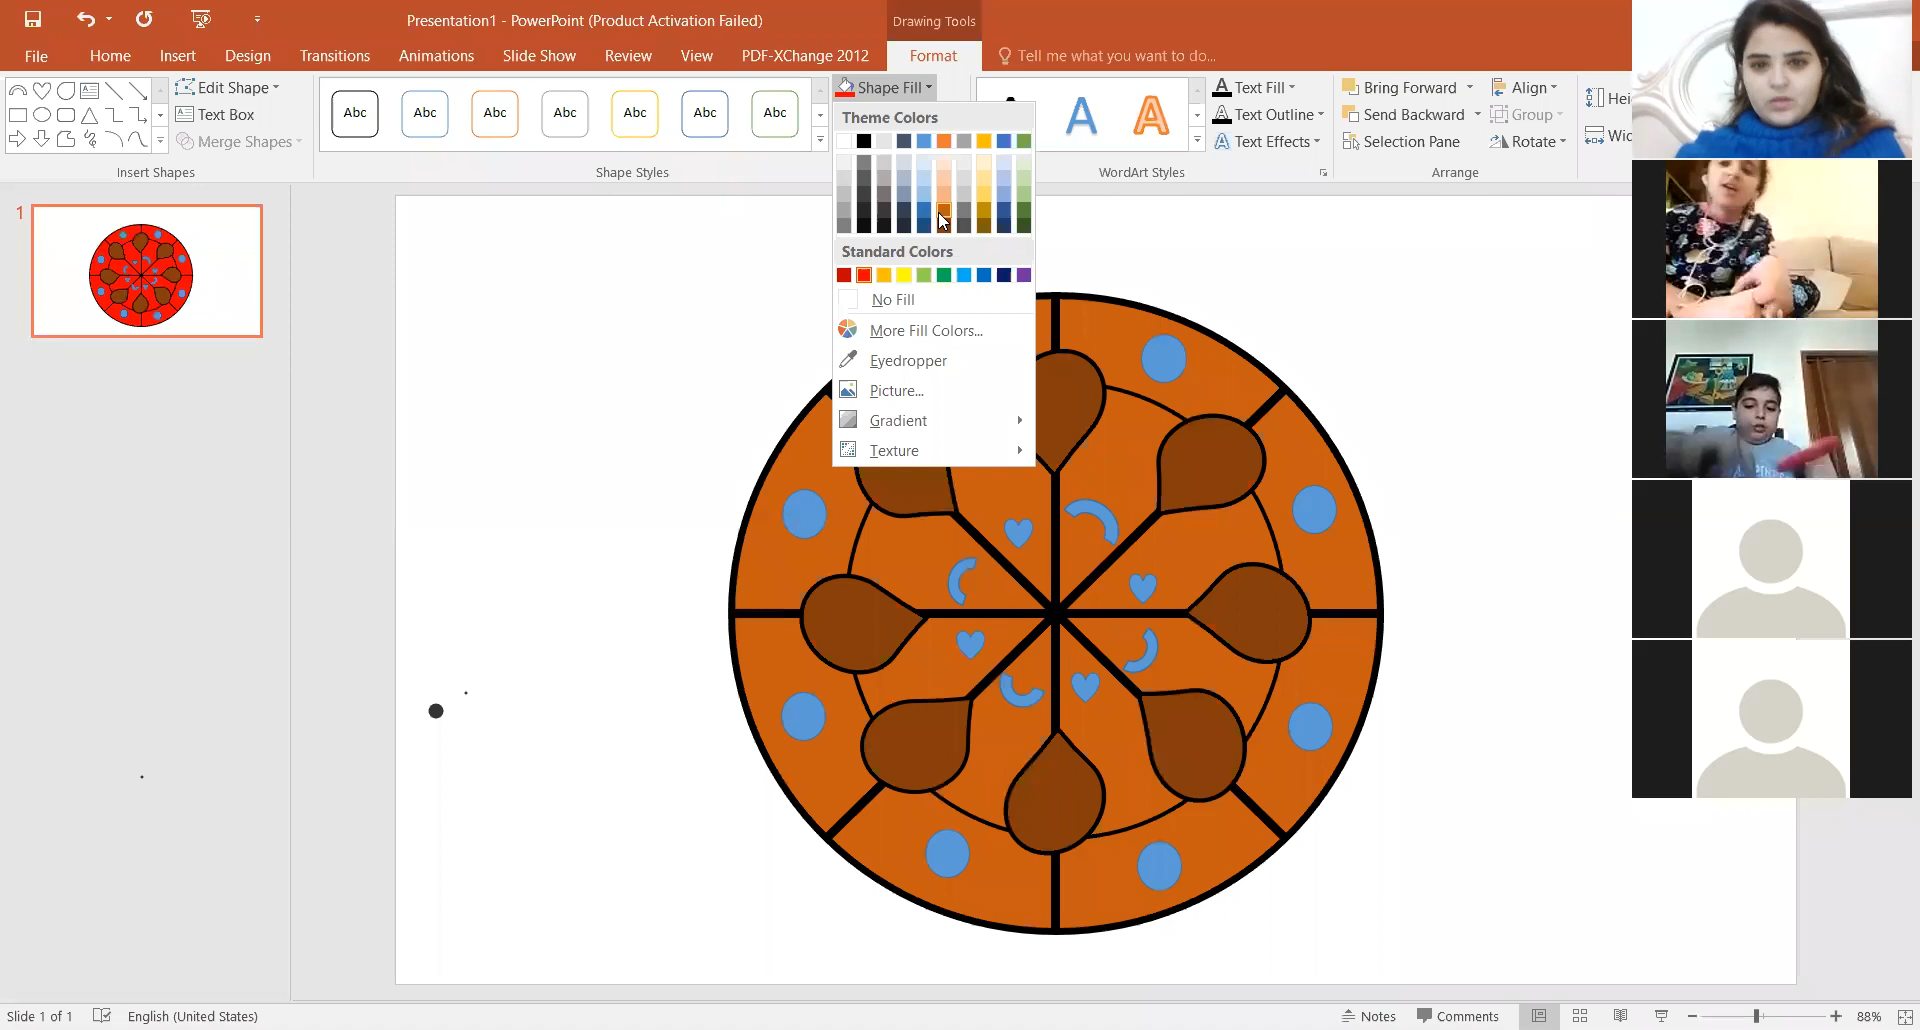 Presentation1 - PowerPoint (Product Activation Failed)
Drawing Tools
File
Home
Insert
Design
Transitions
Animations
Slide Show
Review
View
PDF-XChange 2012
Format
Tell me what you want to do...
Edit Shape
Text Box
Merge Shapes
Insert Shapes
Abc
Abc
Abc
Abc
Abc
Abc
Abc
Shape Styles
Shape Fill
A
A
WordArt Styles
Text Fill
Text Outline
Text Effects
Bring Forward
Send Backward
Selection Pane
Align
Group
Rotate
Arrange
Hei
Wid
Theme Colors
Standard Colors
No Fill
More Fill Colors...
Eyedropper
Picture...
Gradient
Texture
1
Slide 1 of 1
English (United States)
Notes
Comments
88%